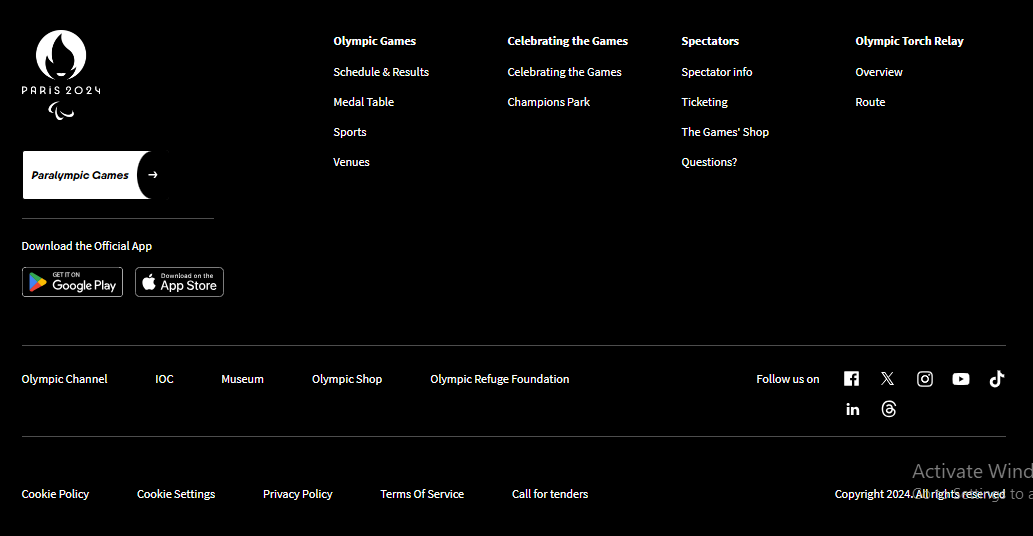 PARIS 2024
Paralympic Games
Download the Official App
GET IT ON
Google Play
Download on the
App Store
Olympic Games
Schedule & Results
Medal Table
Sports
Venues
Celebrating the Games
Celebrating the Games
Champions Park
Spectators
Spectator info
Ticketing
The Games' Shop
Questions?
Olympic Torch Relay
Overview
Route
Olympic Channel IOC Museum Olympic Shop Olympic Refuge Foundation
Follow us on
in
Cookie Policy Cookie Settings Privacy Policy Terms Of Service Call for tenders
Copyright 2024. All rights reserved
Activate Wind
Go to Settings to a